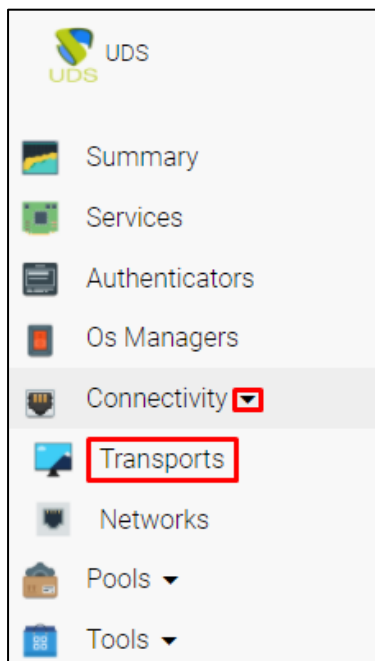 UDS
UDS
Summary
Services
Authenticators
Os Managers
Connectivity
Transports
Networks
Pools
Tools